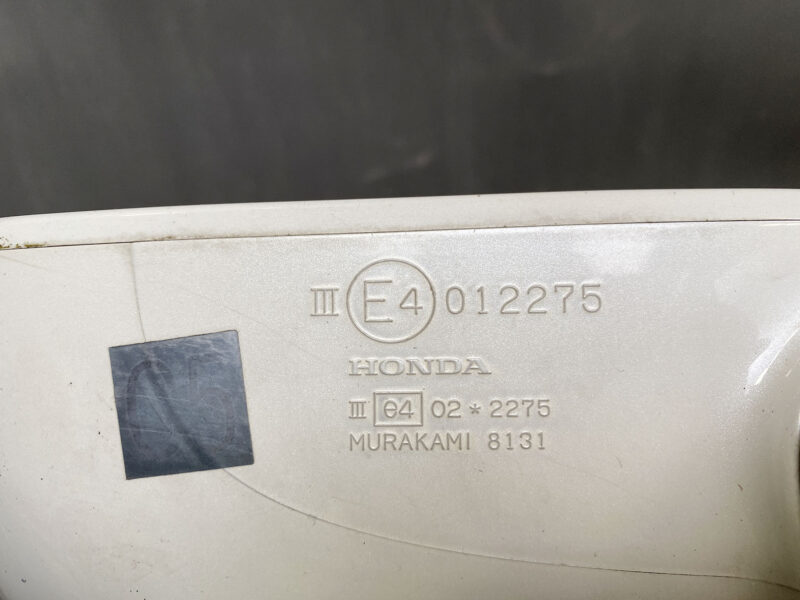 III E4 012275
HONDA
III e4 02*2275
MURAKAMI 8131